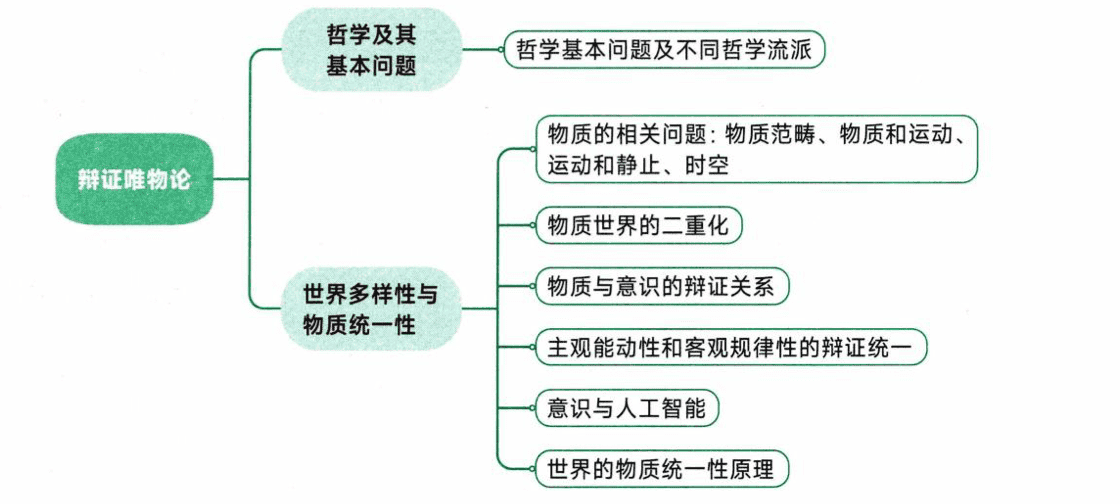 哲学及其
基本问题
哲学基本问题及不同哲学流派
辩证唯物论
物质的相关问题：物质范畴、物质和运动、
运动和静止、时空
物质世界的二重化
世界多样性与
物质统一性
物质与意识的辩证关系
主观能动性和客观规律性的辩证统一
意识与人工智能
世界的物质统一性原理